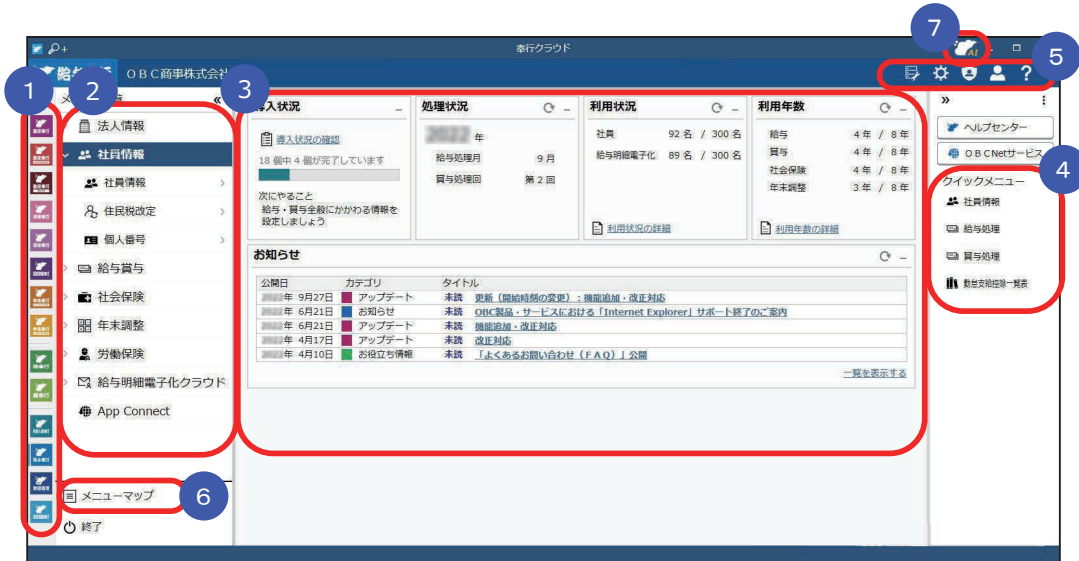 奉行クラウド
7
AI
ＯＢＣ商事株式会社
5
1
2
3
4
6
«
法人情報
社員情報
社員情報
住民税改定
個人番号
給与賞与
社会保険
年末調整
労働保険
給与明細電子化クラウド
App Connect
メニューマップ
終了
導入状況の確認
18 個中 4 個が完了しています
次にやること
給与・賞与全般にかかわる情報を
設定しましょう
処理状況
年
給与処理月 9 月
賞与処理回 第 2 回
利用状況
社員 92 名 / 300 名
給与明細電子化 89 名 / 300 名
利用状況の詳細
利用年数
給与 4 年 / 8 年
賞与 4 年 / 8 年
社会保険 4 年 / 8 年
年末調整 3 年 / 8 年
利用年数の詳細
お知らせ
公開日 カテゴリ タイトル
年 9月27日 アップデート 未読 更新（開始時刻の変更）：機能追加・改正対応
年 6月21日 お知らせ 未読 OBC製品・サービスにおける「Internet Explorer」サポート終了のご案内
年 6月21日 アップデート 未読 機能追加・改正対応
年 4月17日 アップデート 未読 改正対応
年 4月10日 お役立ち情報 未読 「よくあるお問い合わせ（ＦＡＱ）」公開
一覧を表示する
»
ヘルプセンター
ＯＢＣNetサービス
クイックメニュー
社員情報
給与処理
賞与処理
勤怠支給控除一覧表